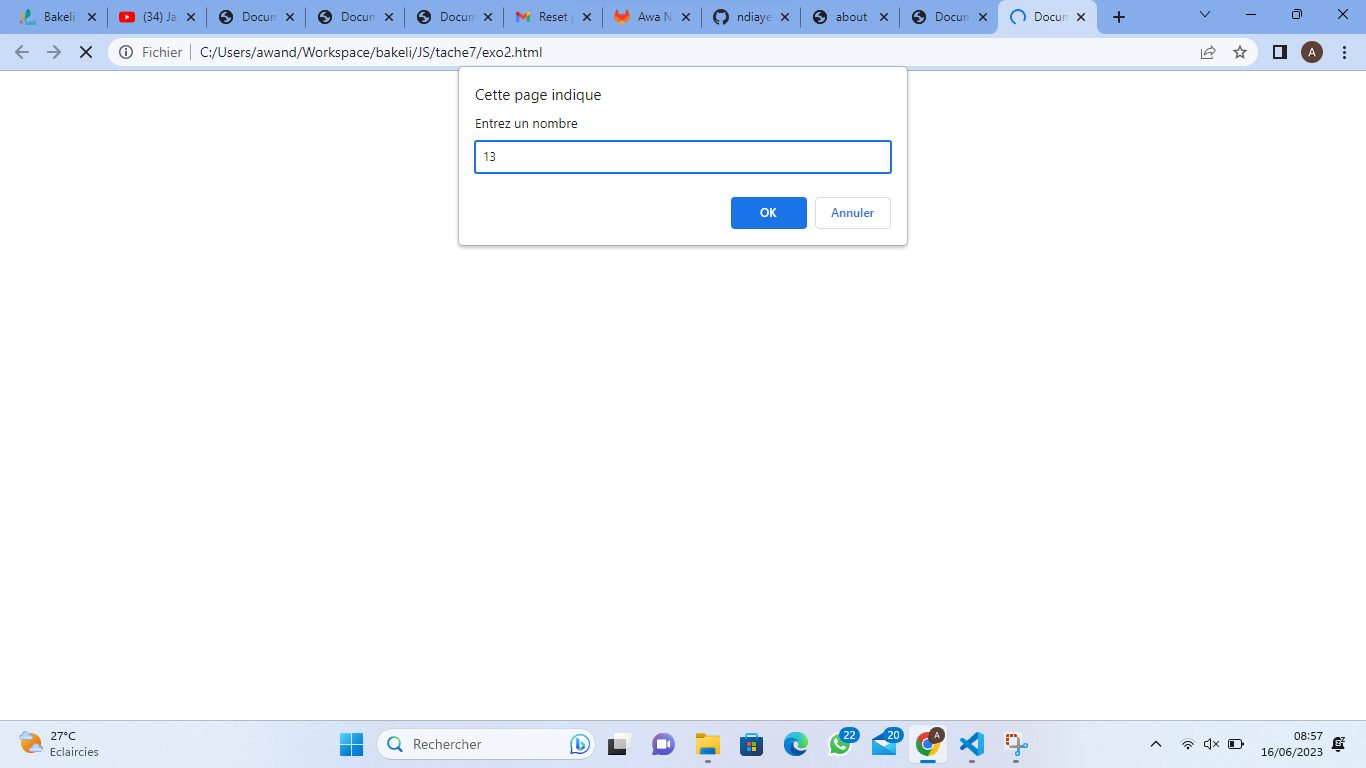 Bakeli
(34) Ja
Docum
Docum
Docum
Reset
Awa N
ndiaye
about
Docum
Docum
Fichier
C:/Users/awand/Workspace/bakeli/JS/tache7/exo2.html
A
Cette page indique
Entrez un nombre
13
OK
Annuler
27°C
Eclaircies
Rechercher
22
20
A
08:57
16/06/2023